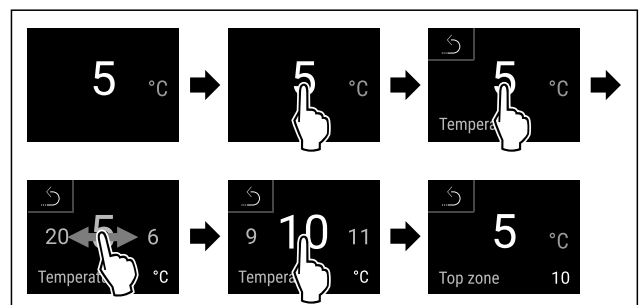 5 °C
5 °C
5 °C
Tempera
20 5 6
Temperat °C
9 10 11
Tempera °C
5 °C
Top zone 10